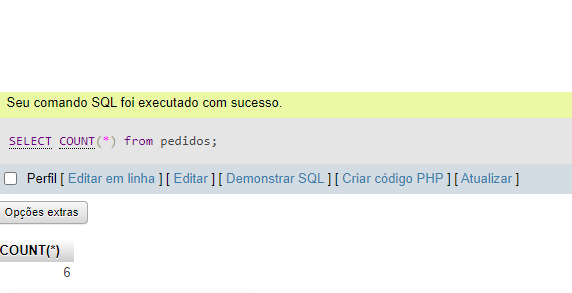 Seu comando SQL foi executado com sucesso.
SELECT COUNT(*) from pedidos;
Perfil [ Editar em linha ] [ Editar ] [ Demonstrar SQL ] [ Criar código PHP ] [ Atualizar ]
Opções extras
COUNT(*)
6